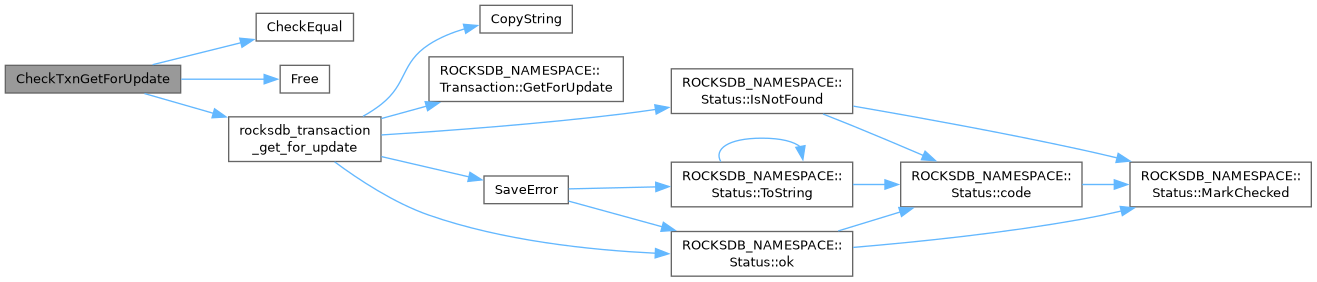 CheckTxnGetForUpdate
CheckEqual
Free
rocksdb_transaction
_get_for_update
CopyString
ROCKSDB_NAMESPACE::
Transaction::GetForUpdate
SaveError
ROCKSDB_NAMESPACE::
Status::IsNotFound
ROCKSDB_NAMESPACE::
Status::ToString
ROCKSDB_NAMESPACE::
Status::ok
ROCKSDB_NAMESPACE::
Status::code
ROCKSDB_NAMESPACE::
Status::MarkChecked